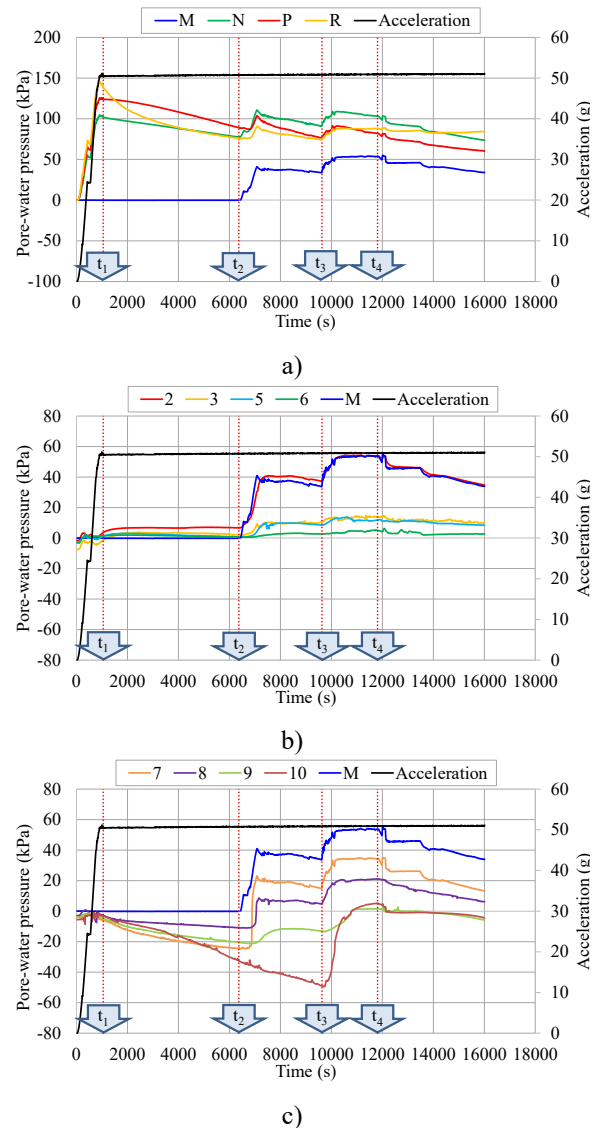 M N P R Acceleration
200 60
150 50
100 40
50 30
0 20
-50 10
-100 0
Pore-water pressure (kPa)
Acceleration (g)
t1 t2 t3 t4
0 2000 4000 6000 8000 10000 12000 14000 16000 18000
Time (s)
a)
2 3 5 6 M Acceleration
80 60
60 50
40
20 40
0 30
-20 20
-40
-60 10
-80 0
Pore-water pressure (kPa)
Acceleration (g)
t1 t2 t3 t4
0 2000 4000 6000 8000 10000 12000 14000 16000 18000
Time (s)
b)
7 8 9 10 M Acceleration
80 60
60 50
40
20 40
0 30
-20 20
-40
-60 10
-80 0
Pore-water pressure (kPa)
Acceleration (g)
t1 t2 t3 t4
0 2000 4000 6000 8000 10000 12000 14000 16000 18000
Time (s)
c)